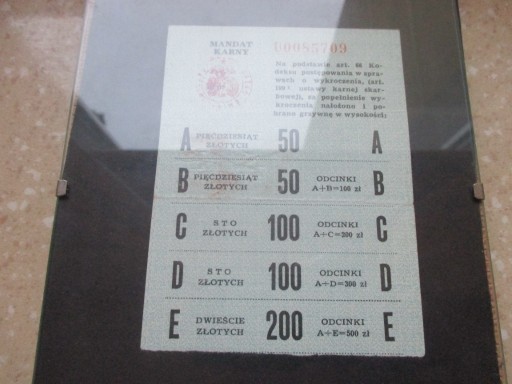 MANDAT
KARNY
U0085709
Na podstawie art. 66 Ko-
deksu postępowania w spra-
wach o wykroczenia, (art.
108¹ ustawy karnej skar-
bowej), za popełnienie wy-
kroczenia nałożono i po-
brano grzywnę w wysokości:
A PIĘĆDZIESIĄT ZŁOTYCH 50 A
B PIĘĆDZIESIĄT ZŁOTYCH 50 ODCINKI A÷B=100 zł B
C STO ZŁOTYCH 100 ODCINKI A÷C=200 zł C
D STO ZŁOTYCH 100 ODCINKI A÷D=300 zł D
E DWIEŚCIE ZŁOTYCH 200 ODCINKI A÷E=500 zł E